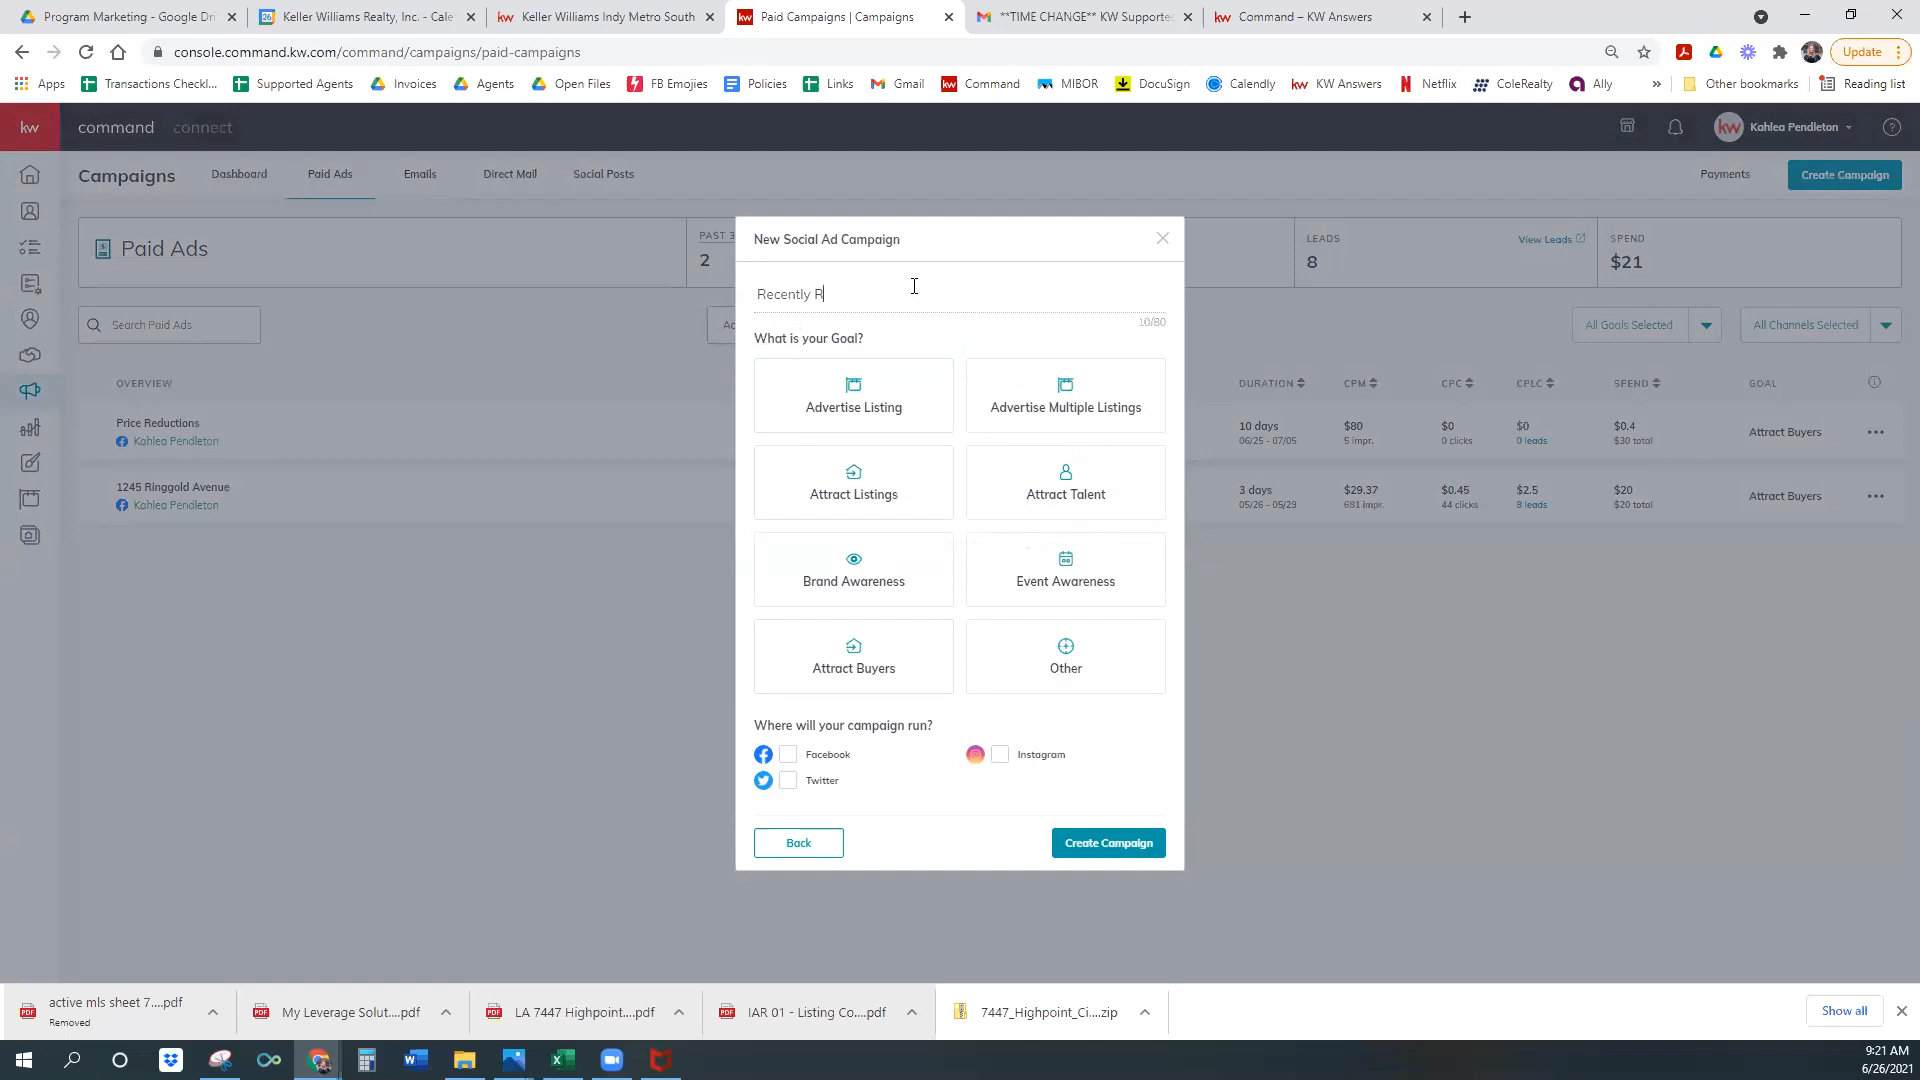 Program Marketing - Google Dri
Keller Williams Realty, Inc. - Cale
Keller Williams Indy Metro South
Paid Campaigns | Campaigns
**TIME CHANGE** KW Supporte
Command – KW Answers
console.command.kw.com/command/campaigns/paid-campaigns
Update
Apps
Transactions Checkl...
Supported Agents
Invoices
Agents
Open Files
FB Emojies
Policies
Links
Gmail
Command
MIBOR
DocuSign
Calendly
KW Answers
Netflix
ColeRealty
Ally
Other bookmarks
Reading list
kw
command
connect
kw
Kahlea Pendleton
Campaigns
Dashboard
Paid Ads
Emails
Direct Mail
Social Posts
Payments
Create Campaign
Paid Ads
PAST 3
2
LEADS
View Leads
8
SPEND
$21
Search Paid Ads
Ac
All Goals Selected
All Channels Selected
OVERVIEW
DURATION
CPM
CPC
CPLC
SPEND
GOAL
Price Reductions
Kahlea Pendleton
10 days
06/25 - 07/05
$80
5 impr.
$0
0 clicks
$0
0 leads
$0.4
$30 total
Attract Buyers
1245 Ringgold Avenue
Kahlea Pendleton
3 days
05/26 - 05/29
$29.37
681 impr.
$0.45
44 clicks
$2.5
8 leads
$20
$20 total
Attract Buyers
New Social Ad Campaign
Recently R
10/80
What is your Goal?
Advertise Listing
Advertise Multiple Listings
Attract Listings
Attract Talent
Brand Awareness
Event Awareness
Attract Buyers
Other
Where will your campaign run?
Facebook
Instagram
Twitter
Back
Create Campaign
active mls sheet 7....pdf
Removed
My Leverage Solut....pdf
LA 7447 Highpoint....pdf
IAR 01 - Listing Co....pdf
7447_Highpoint_Ci....zip
Show all
9:21 AM
6/26/2021